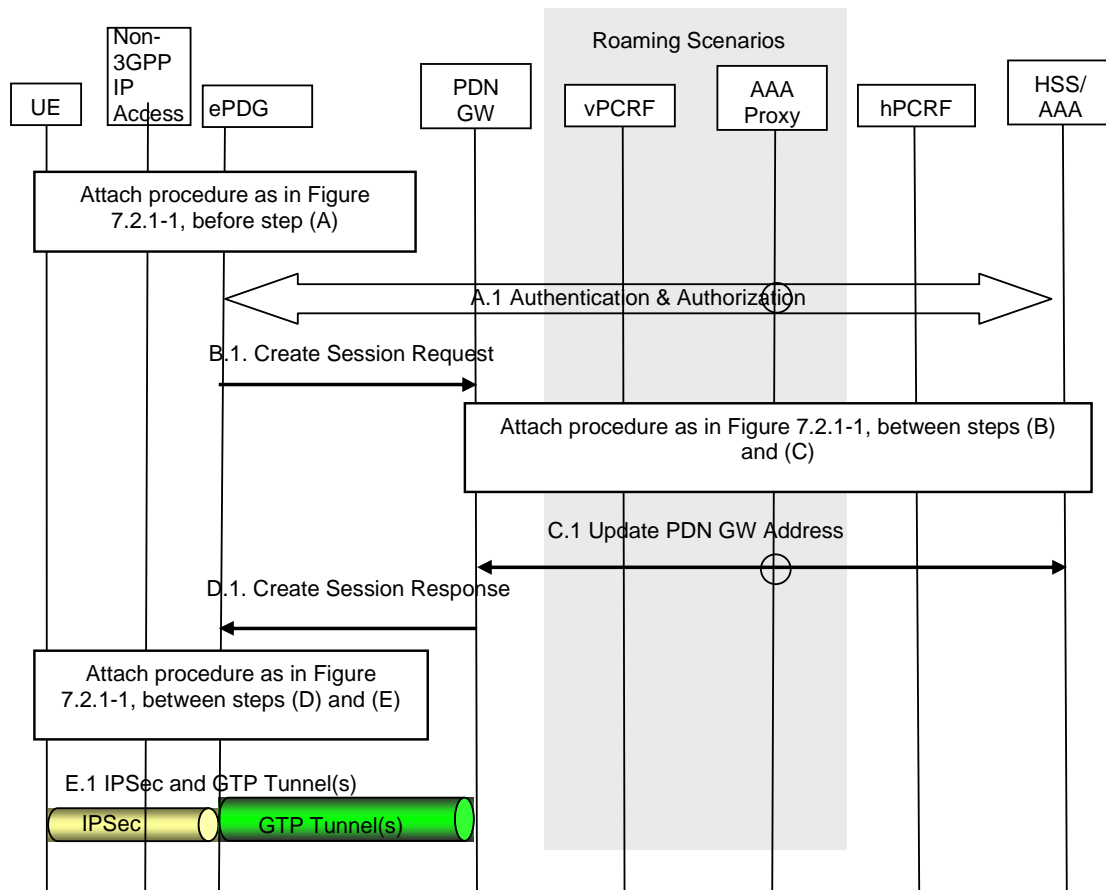 Roaming Scenarios
Non-
3GPP
IP
Access
UE
ePDG
PDN
GW
vPCRF
AAA
Proxy
hPCRF
HSS/
AAA
Attach procedure as in Figure
7.2.1-1, before step (A)
A.1 Authentication & Authorization
B.1. Create Session Request
Attach procedure as in Figure 7.2.1-1, between steps (B)
and (C)
C.1 Update PDN GW Address
D.1. Create Session Response
Attach procedure as in Figure
7.2.1-1, between steps (D) and (E)
E.1 IPSec and GTP Tunnel(s)
IPSec
GTP Tunnel(s)